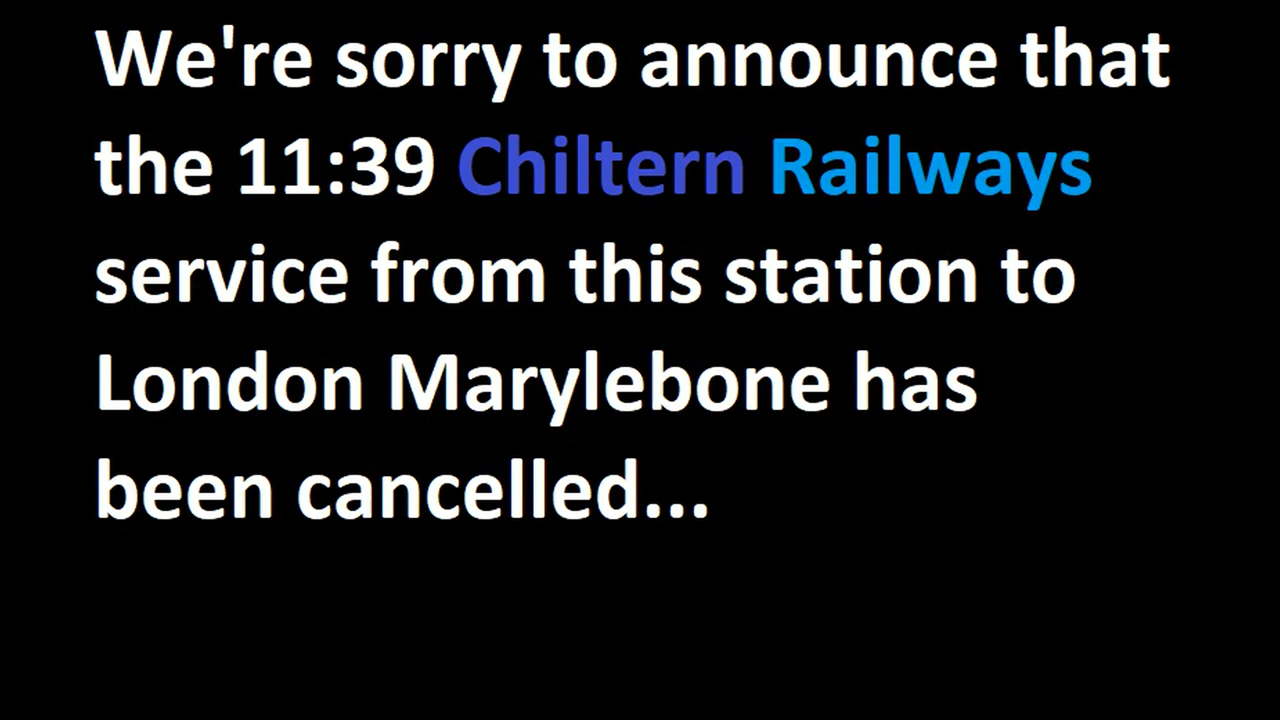 We're sorry to announce that
the 11:39 Chiltern Railways
service from this station to
London Marylebone has
been cancelled...